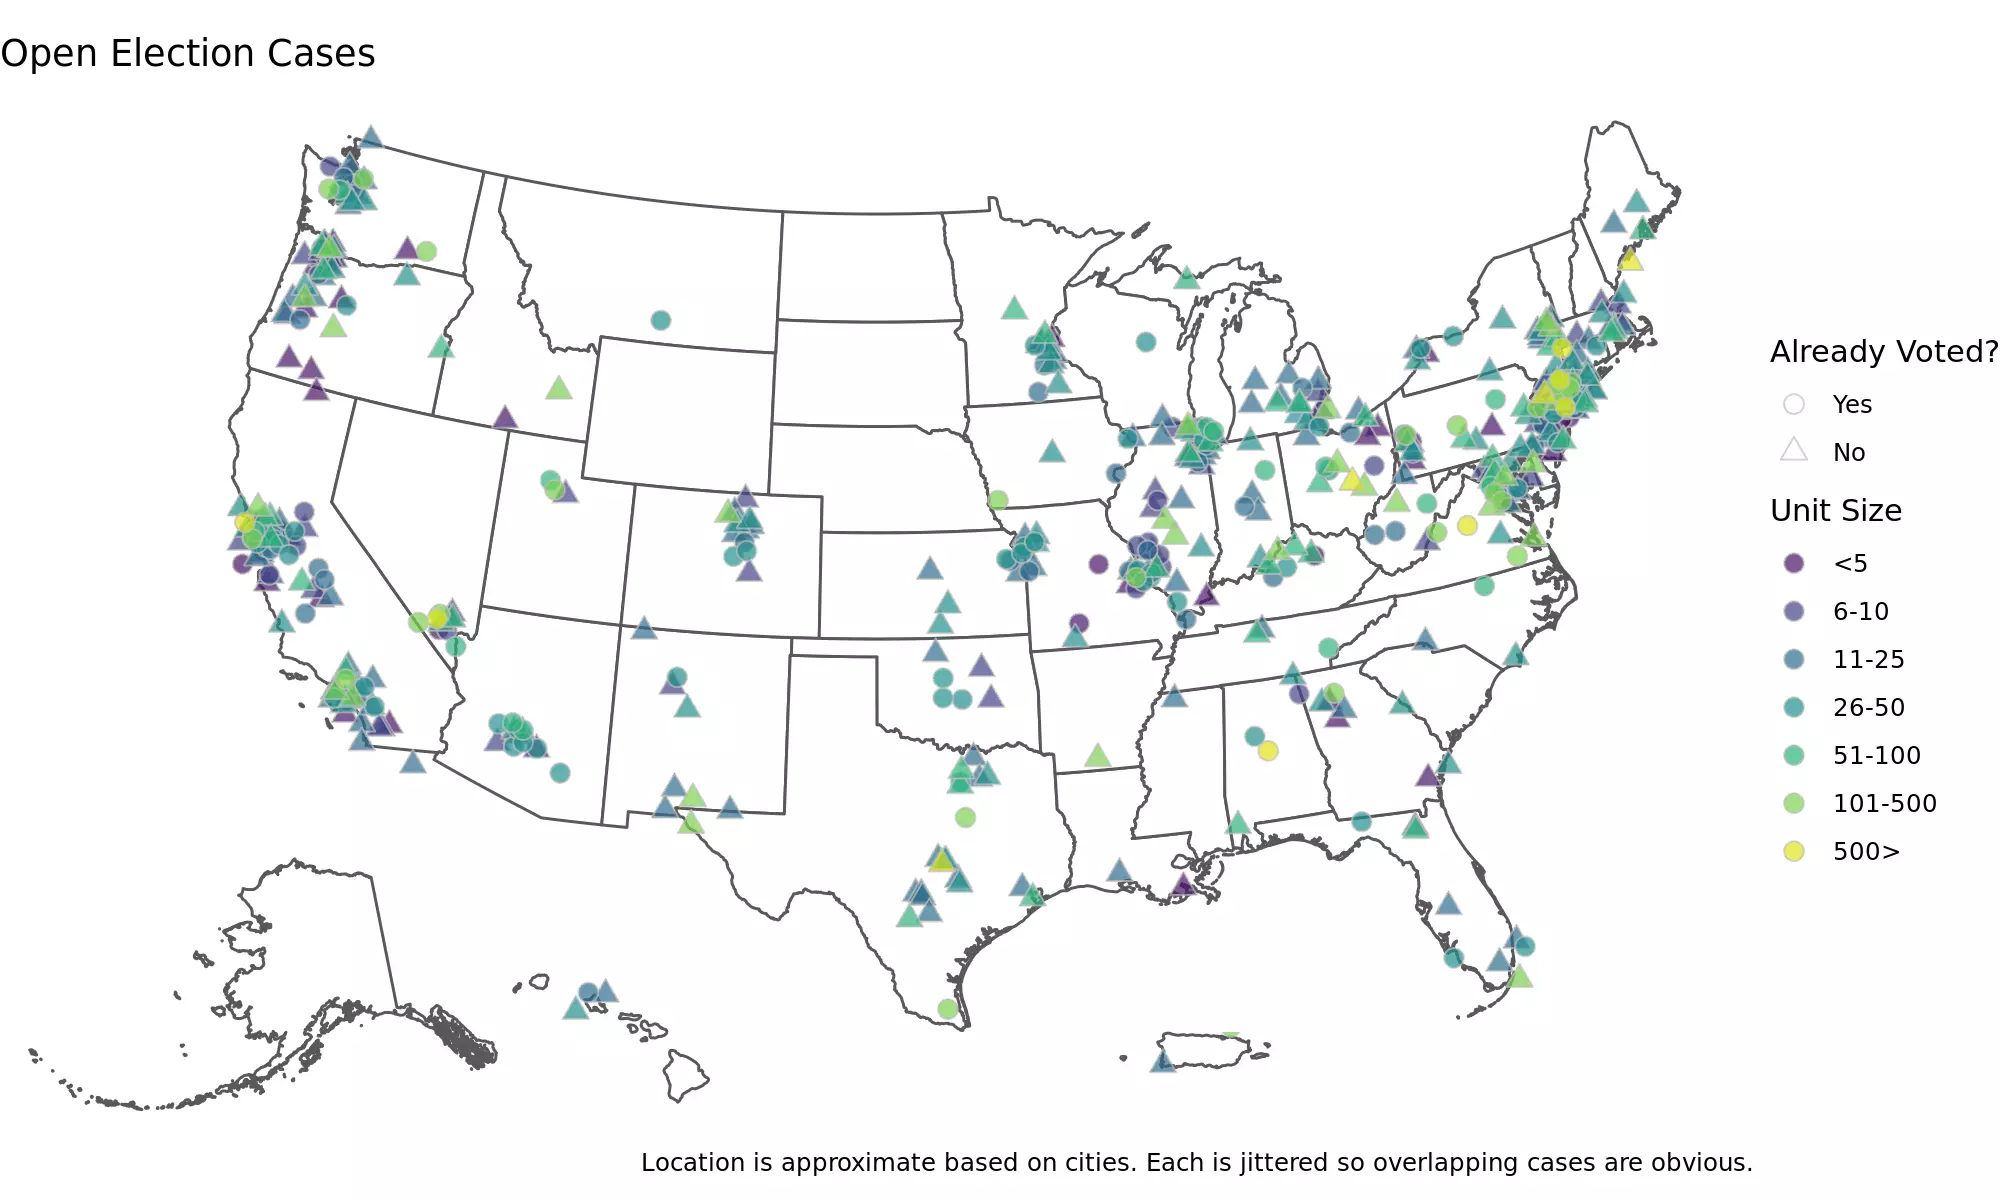 Open Election Cases
Already Voted?
Yes
No
Unit Size
<5
6-10
11-25
26-50
51-100
101-500
500>
Location is approximate based on cities. Each is jittered so overlapping cases are obvious.